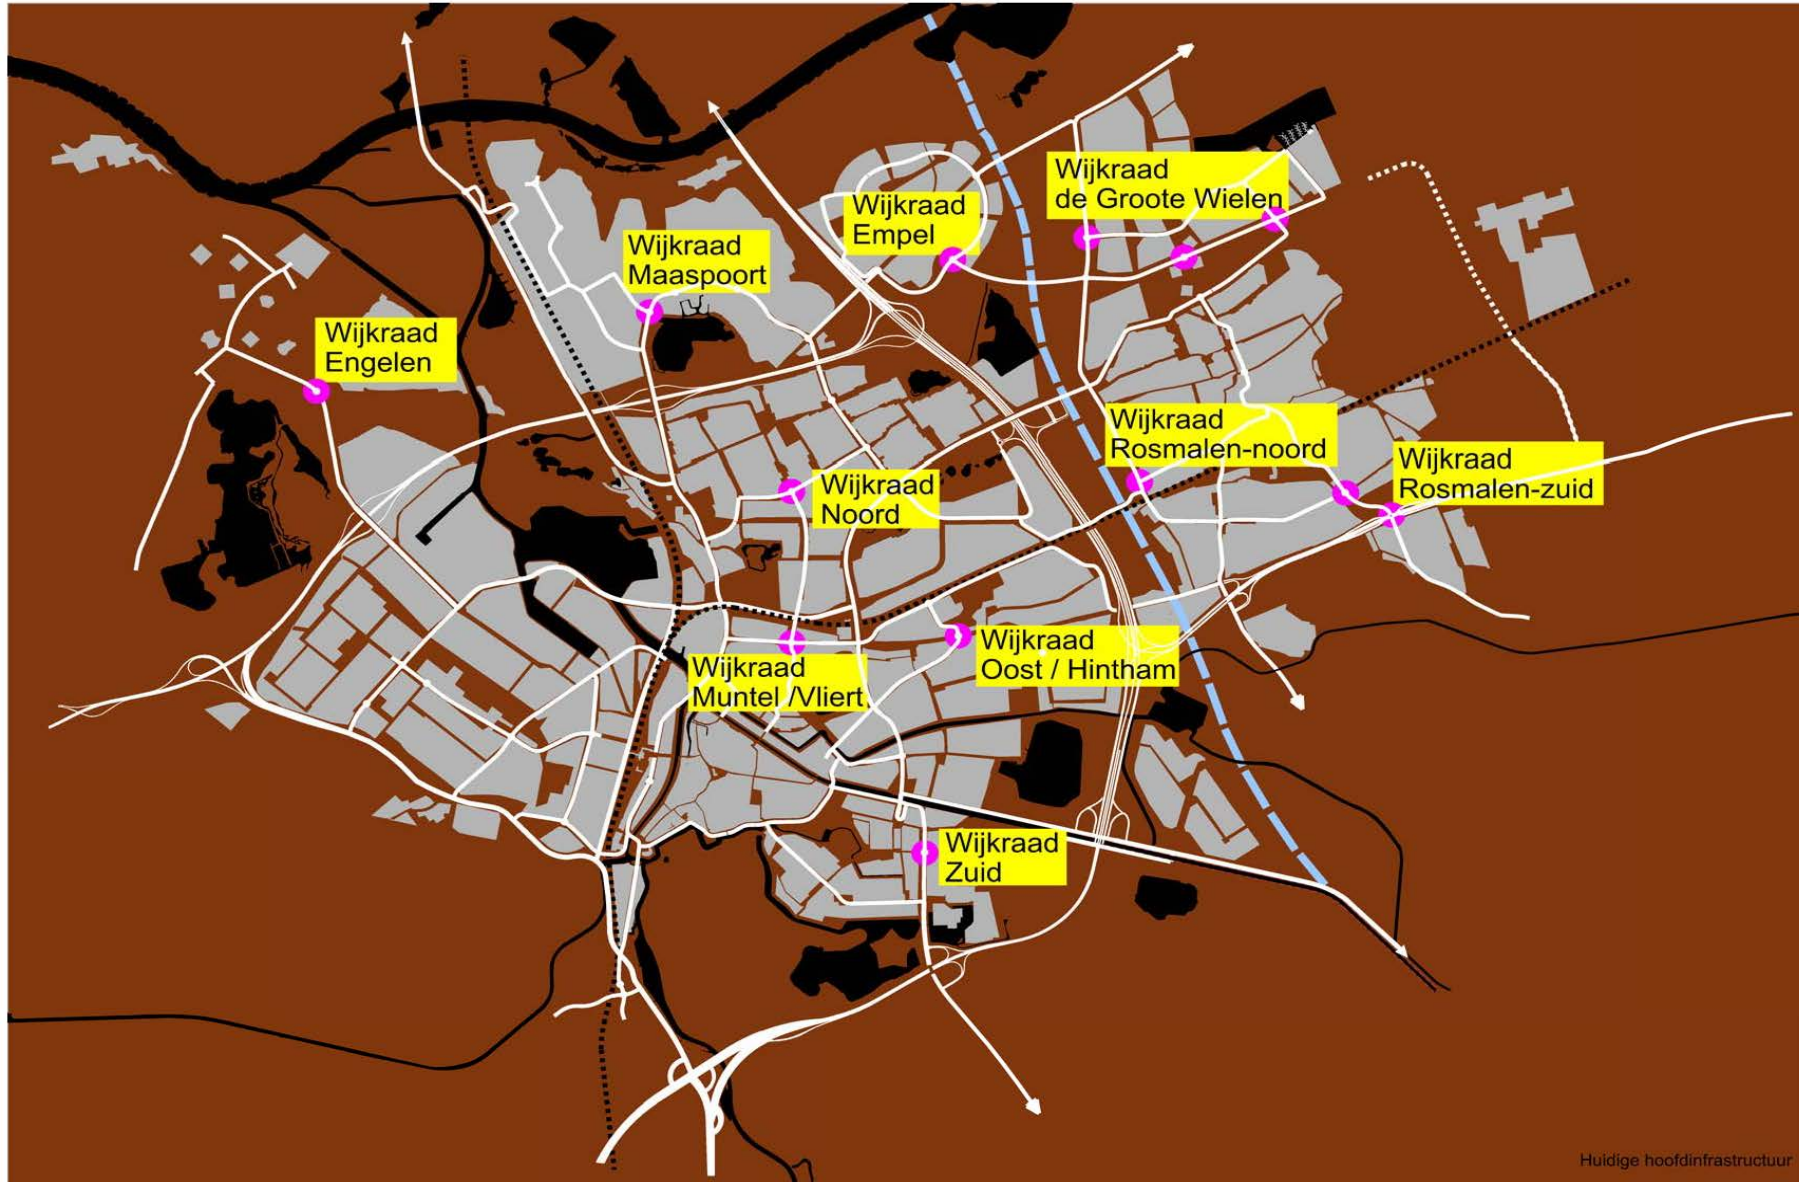 Wijkraad
de Groote Wielen
Wijkraad
Empel
Wijkraad
Maaspoort
Wijkraad
Engelen
Wijkraad
Rosmalen-noord
Wijkraad
Rosmalen-zuid
Wijkraad
Noord
Wijkraad
Oost / Hintham
Wijkraad
Muntel /Vliert
Wijkraad
Zuid
Huidige hoofdinfrastructuur